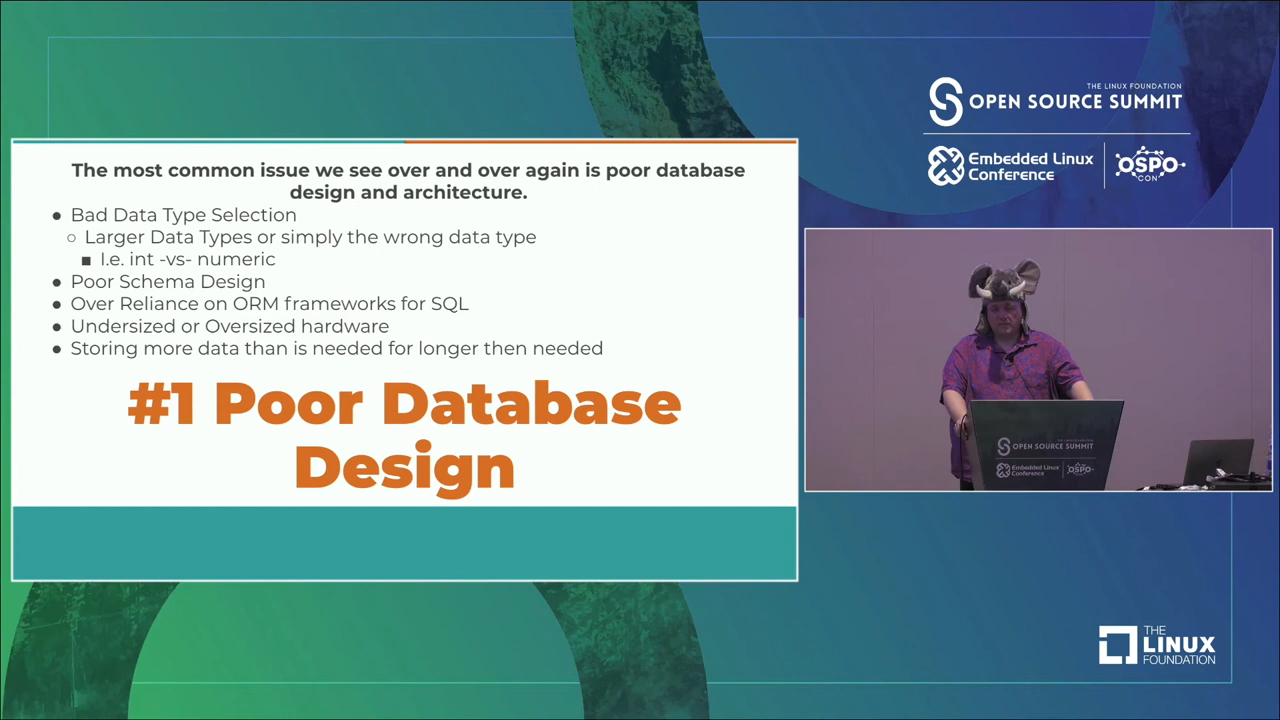 THE LINUX FOUNDATION
OPEN SOURCE SUMMIT
Embedded Linux
Conference
OSPO
CON
The most common issue we see over and over again is poor database
design and architecture.
● Bad Data Type Selection
○ Larger Data Types or simply the wrong data type
■ I.e. int -vs- numeric
● Poor Schema Design
● Over Reliance on ORM frameworks for SQL
● Undersized or Oversized hardware
● Storing more data than is needed for longer then needed
#1 Poor Database
Design
OPEN SOURCE SUMMIT
Embedded Linux
Conference
OSPO
THE
LINUX
FOUNDATION